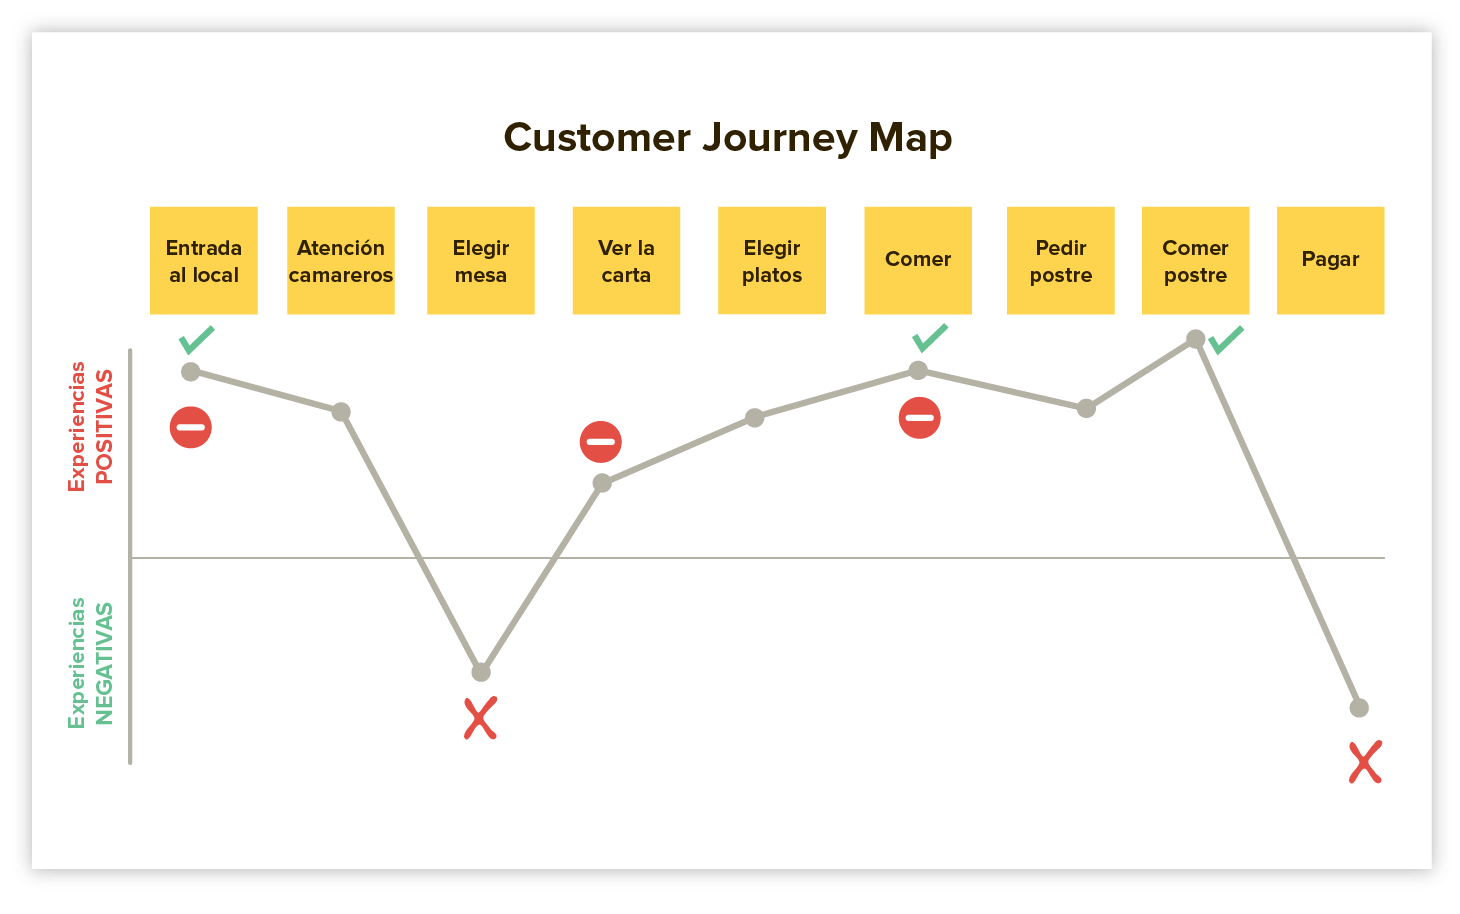 Customer Journey Map
Entrada
al local
Atención
camareros
Elegir
mesa
Ver la
carta
Elegir
platos
Comer
Pedir
postre
Comer
postre
Pagar
Experiencias
POSITIVAS
Experiencias
NEGATIVAS